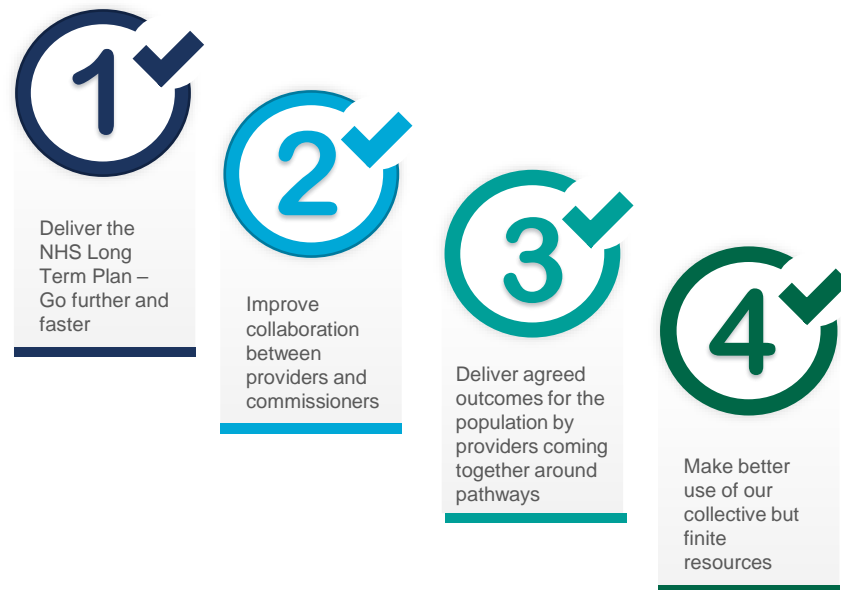 1
Deliver the
NHS Long
Term Plan –
Go further and
faster
2
Improve
collaboration
between
providers and
commissioners
3
Deliver agreed
outcomes for the
population by
providers coming
together around
pathways
4
Make better
use of our
collective but
finite
resources